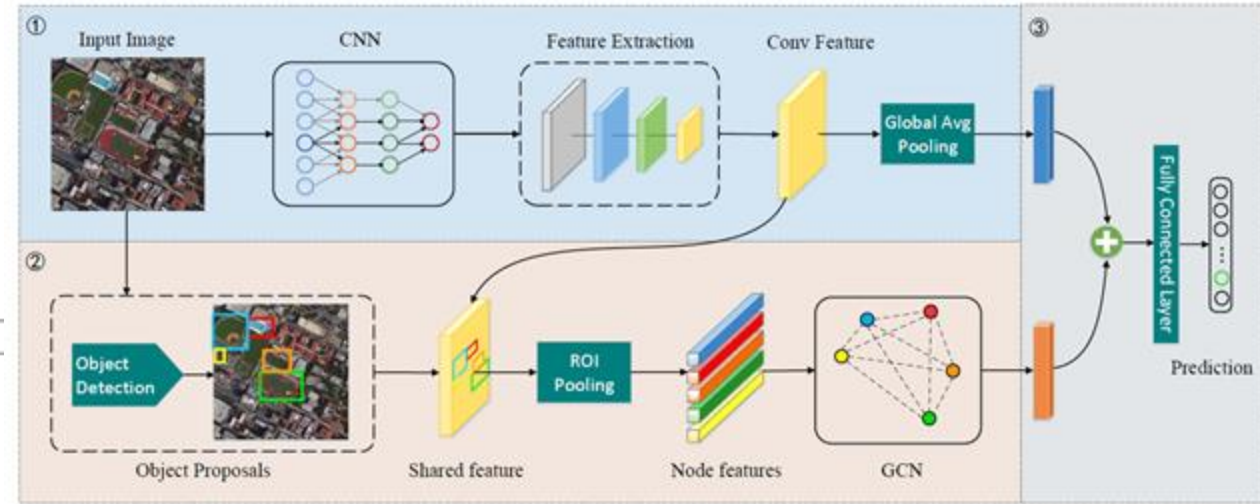 ①
Input Image
CNN
Feature Extraction
Conv Feature
Global Avg
Pooling
②
Object
Detection
Object Proposals
Shared feature
ROI
Pooling
Node features
GCN
③
Fully Connected Layer
...
Prediction